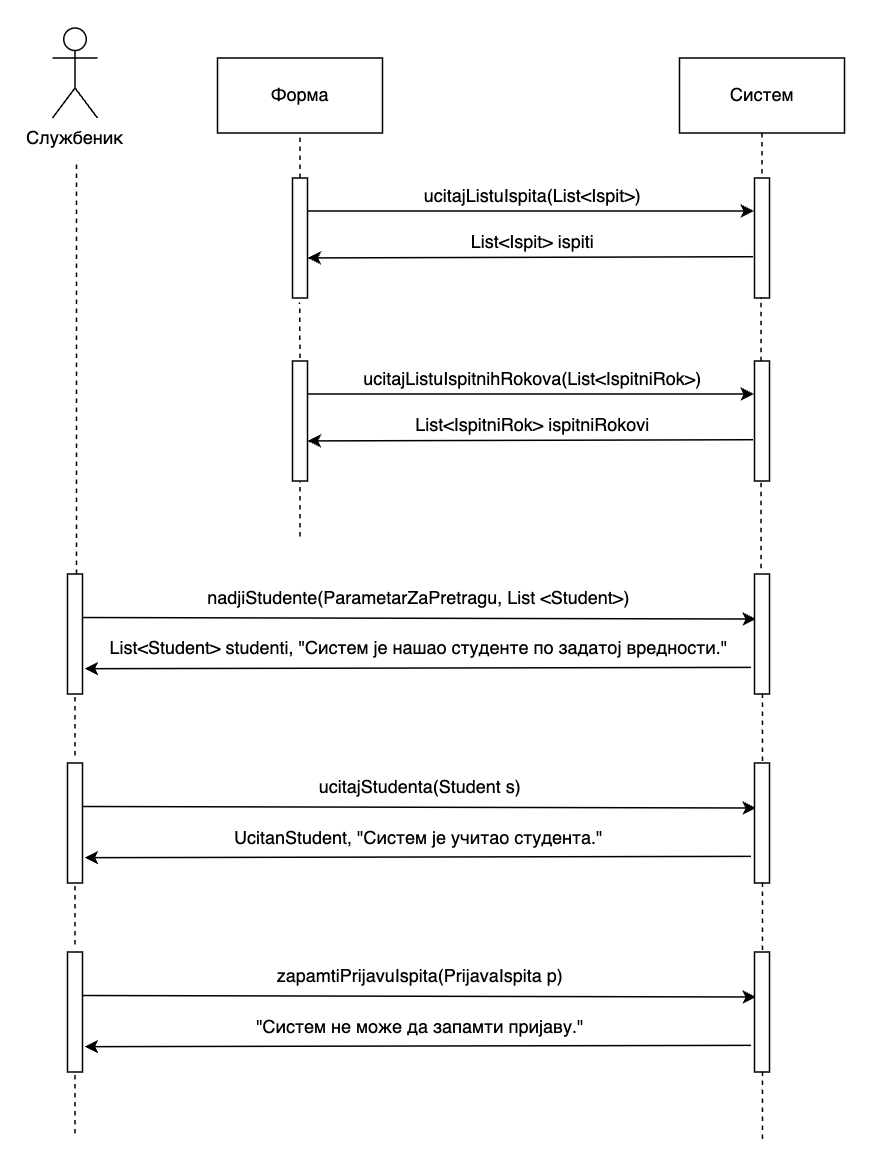 Форма
Систем
Службеник
ucitajListuIspita(List<Ispit>)
List<Ispit> ispiti
ucitajListuIspitnihRokova(List<IspitniRok>)
List<IspitniRok> ispitniRokovi
nadjiStudente(ParametarZaPretragu, List <Student>)
List<Student> studenti, "Систем је нашао студенте по задатој вредности."
ucitajStudenta(Student s)
UcitanStudent, "Систем је учитао студента."
zapamtiPrijavuIspita(PrijavaIspita p)
"Систем не може да запамти пријаву."